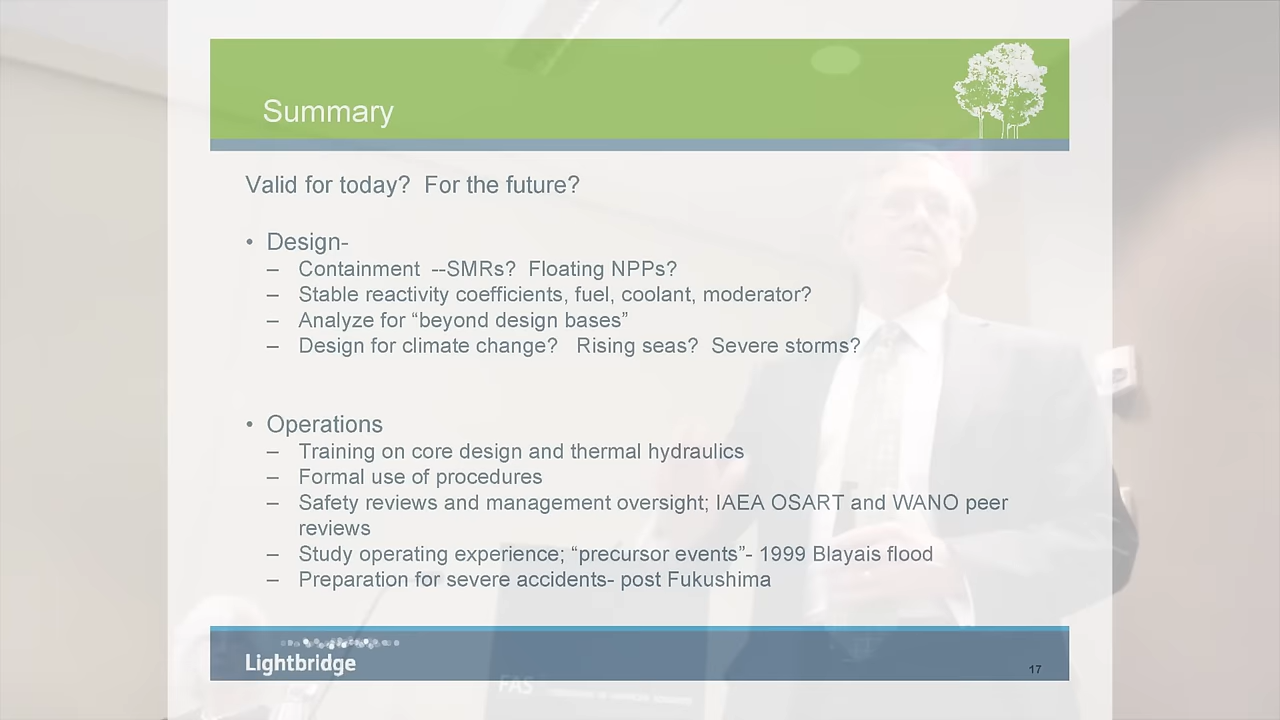 Summary
Valid for today? For the future?
• Design-
– Containment --SMRs? Floating NPPs?
– Stable reactivity coefficients, fuel, coolant, moderator?
– Analyze for “beyond design bases”
– Design for climate change? Rising seas? Severe storms?
• Operations
– Training on core design and thermal hydraulics
– Formal use of procedures
– Safety reviews and management oversight; IAEA OSART and WANO peer
reviews
– Study operating experience; “precursor events”- 1999 Blayais flood
– Preparation for severe accidents- post Fukushima
Lightbridge
17
FAS